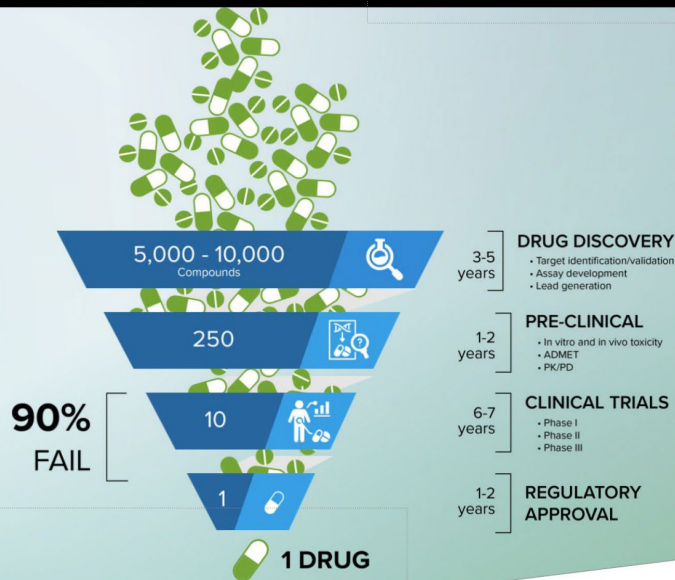 5,000 - 10,000
Compounds
3-5
years
DRUG DISCOVERY
• Target identification/validation
• Assay development
• Lead generation
250
1-2
years
PRE-CLINICAL
• In vitro and in vivo toxicity
• ADMET
• PK/PD
90%
FAIL
10
6-7
years
CLINICAL TRIALS
• Phase I
• Phase II
• Phase III
1
1-2
years
REGULATORY
APPROVAL
1 DRUG